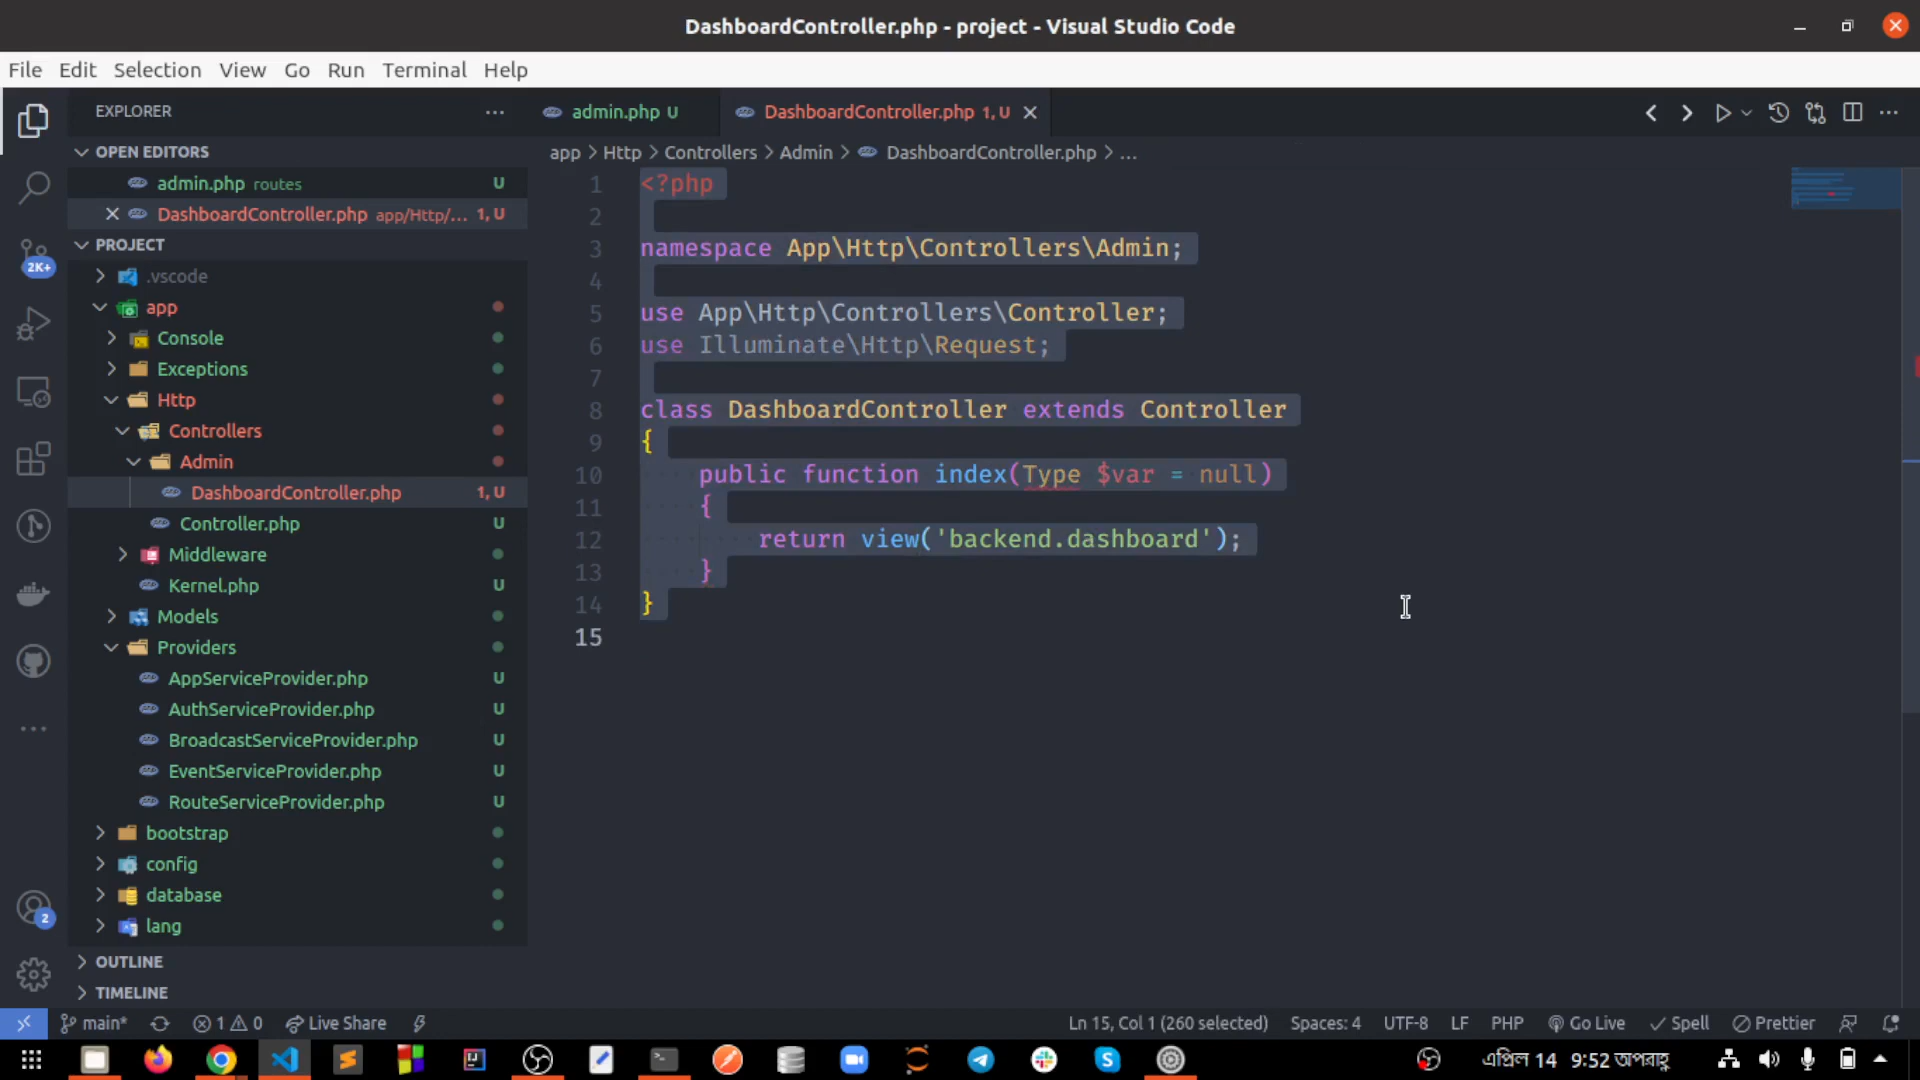 DashboardController.php - project - Visual Studio Code
File Edit Selection View Go Run Terminal Help
EXPLORER
admin.php U
DashboardController.php 1, U
OPEN EDITORS
app > Http > Controllers > Admin > DashboardController.php > ...
admin.php routes U
DashboardController.php app/Http/... 1, U
PROJECT
.vscode
app
Console
Exceptions
Http
Controllers
Admin
DashboardController.php 1, U
Controller.php U
Middleware
Kernel.php U
Models
Providers
AppServiceProvider.php U
AuthServiceProvider.php U
BroadcastServiceProvider.php U
EventServiceProvider.php U
RouteServiceProvider.php U
bootstrap
config
database
lang
OUTLINE
TIMELINE
2K+
2
1 <?php
2
3 namespace App\Http\Controllers\Admin;
4
5 use App\Http\Controllers\Controller;
6 use Illuminate\Http\Request;
7
8 class DashboardController extends Controller
9 {
10 public function index(Type $var = null)
11 {
12 return view('backend.dashboard');
13 }
14 }
15
main* 1 0 Live Share Ln 15, Col 1 (260 selected) Spaces: 4 UTF-8 LF PHP Go Live Spell Prettier
এপ্রিল 14 9:52 অপরাহ্ণ